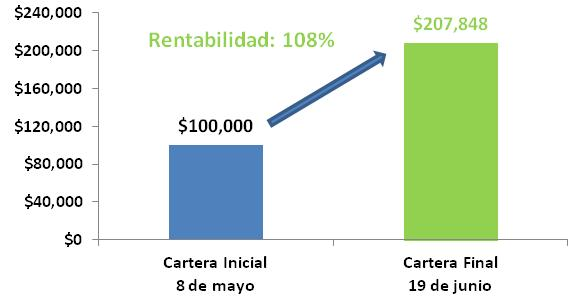 $240,000
$200,000
$160,000
$120,000
$80,000
$40,000
$0
Rentabilidad: 108%
$207,848
$100,000
Cartera Inicial
8 de mayo
Cartera Final
19 de junio